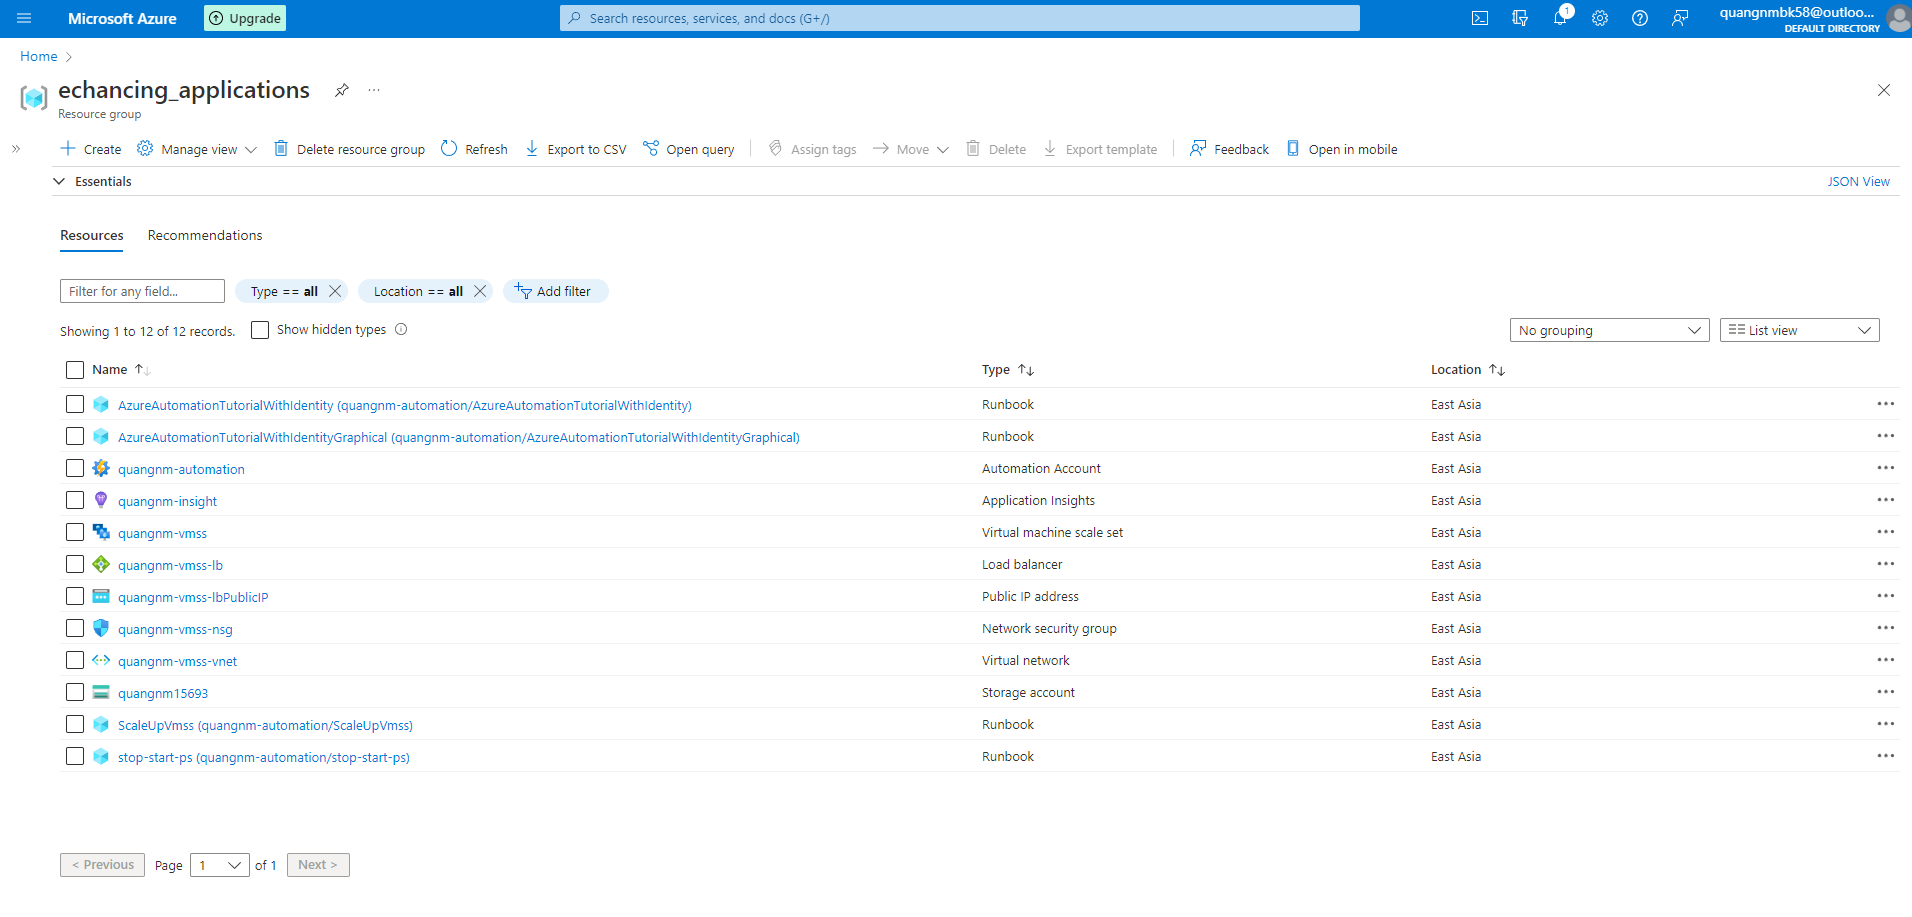 Microsoft Azure
Upgrade
Search resources, services, and docs (G+/)
1
quangnmbk58@outloo...
DEFAULT DIRECTORY
Home
echancing_applications
...
Resource group
Create
Manage view
Delete resource group
Refresh
Export to CSV
Open query
Assign tags
Move
Delete
Export template
Feedback
Open in mobile
Essentials
JSON View
Resources
Recommendations
Filter for any field...
Type == all
Location == all
Add filter
Showing 1 to 12 of 12 records.
Show hidden types
No grouping
List view
Name
Type
Location
AzureAutomationTutorialWithIdentity (quangnm-automation/AzureAutomationTutorialWithIdentity) Runbook East Asia
AzureAutomationTutorialWithIdentityGraphical (quangnm-automation/AzureAutomationTutorialWithIdentityGraphical) Runbook East Asia
quangnm-automation Automation Account East Asia
quangnm-insight Application Insights East Asia
quangnm-vmss Virtual machine scale set East Asia
quangnm-vmss-lb Load balancer East Asia
quangnm-vmss-lbPublicIP Public IP address East Asia
quangnm-vmss-nsg Network security group East Asia
quangnm-vmss-vnet Virtual network East Asia
quangnm15693 Storage account East Asia
ScaleUpVmss (quangnm-automation/ScaleUpVmss) Runbook East Asia
stop-start-ps (quangnm-automation/stop-start-ps) Runbook East Asia
< Previous
Page 1 of 1
Next >